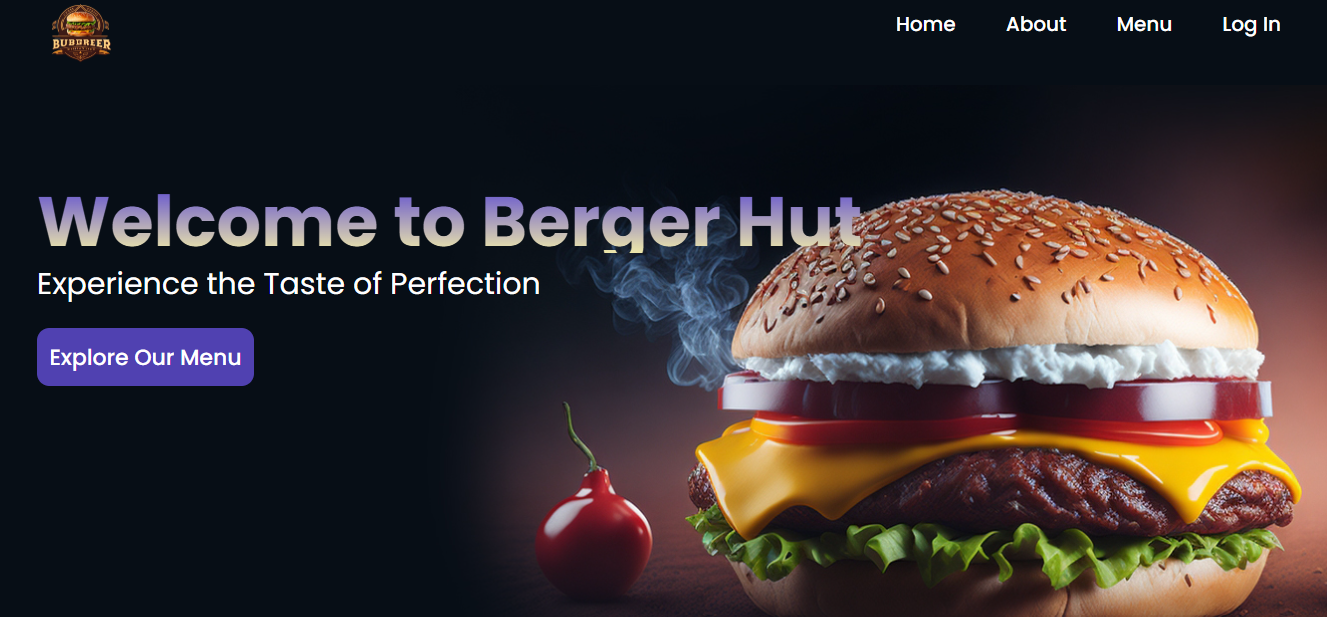 BUBDREER
Home About Menu Log In
Welcome to Berger Hut
Experience the Taste of Perfection
Explore Our Menu